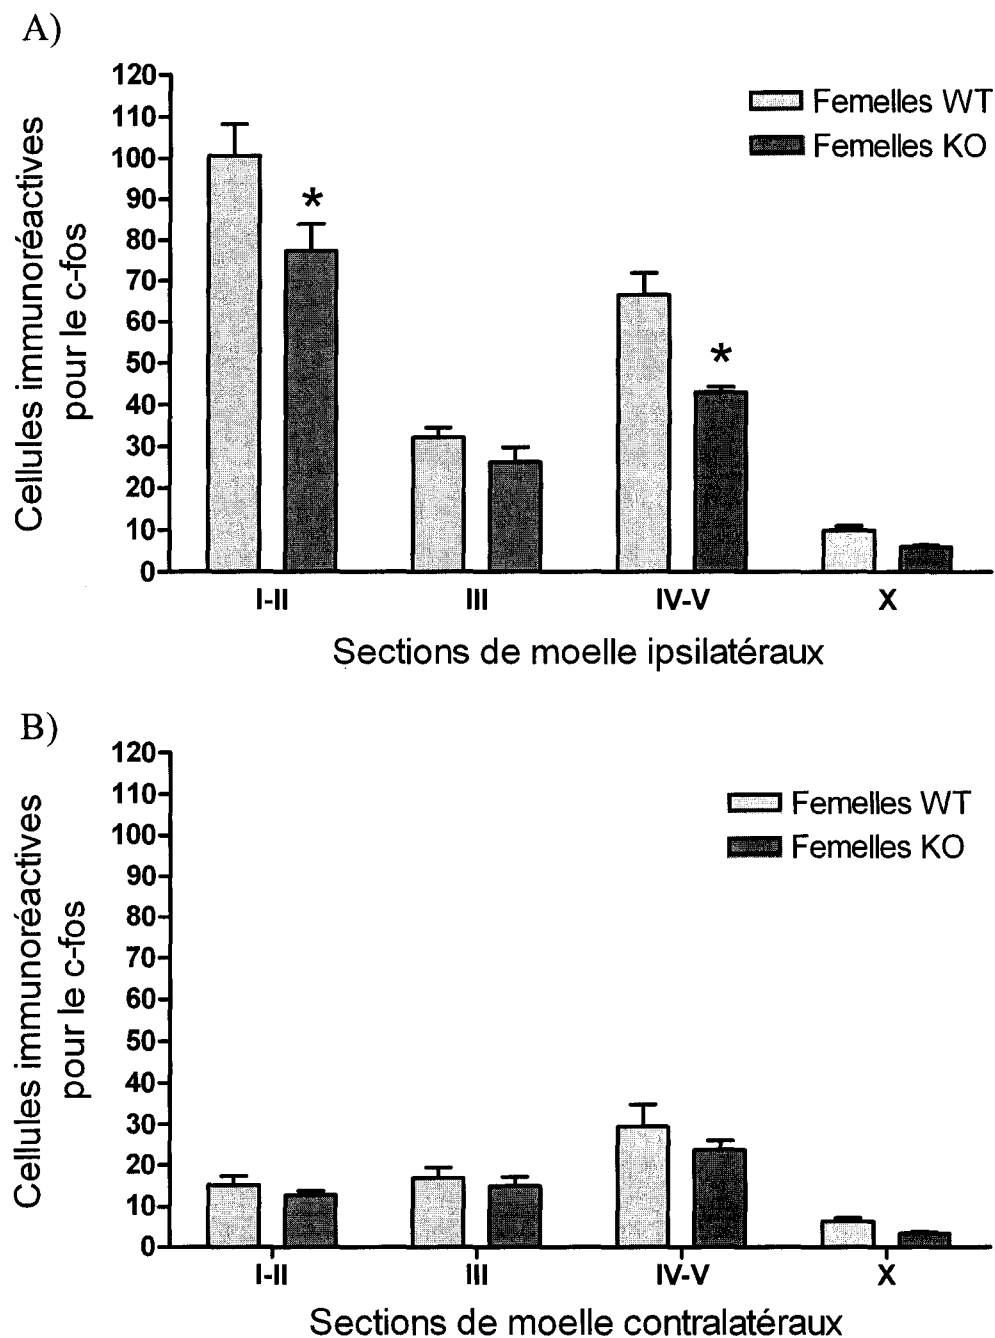 A)
Cellules immunoréactives
pour le c-fos
120
110
100
90
80
70
60
50
40
30
20
10
0
Femelles WT
Femelles KO
*
*
I-II
III
IV-V
X
Sections de moelle ipsilatéraux
B)
Cellules immunoréactives
pour le c-fos
120
110
100
90
80
70
60
50
40
30
20
10
0
Femelles WT
Femelles KO
I-II
III
IV-V
X
Sections de moelle contralatéraux